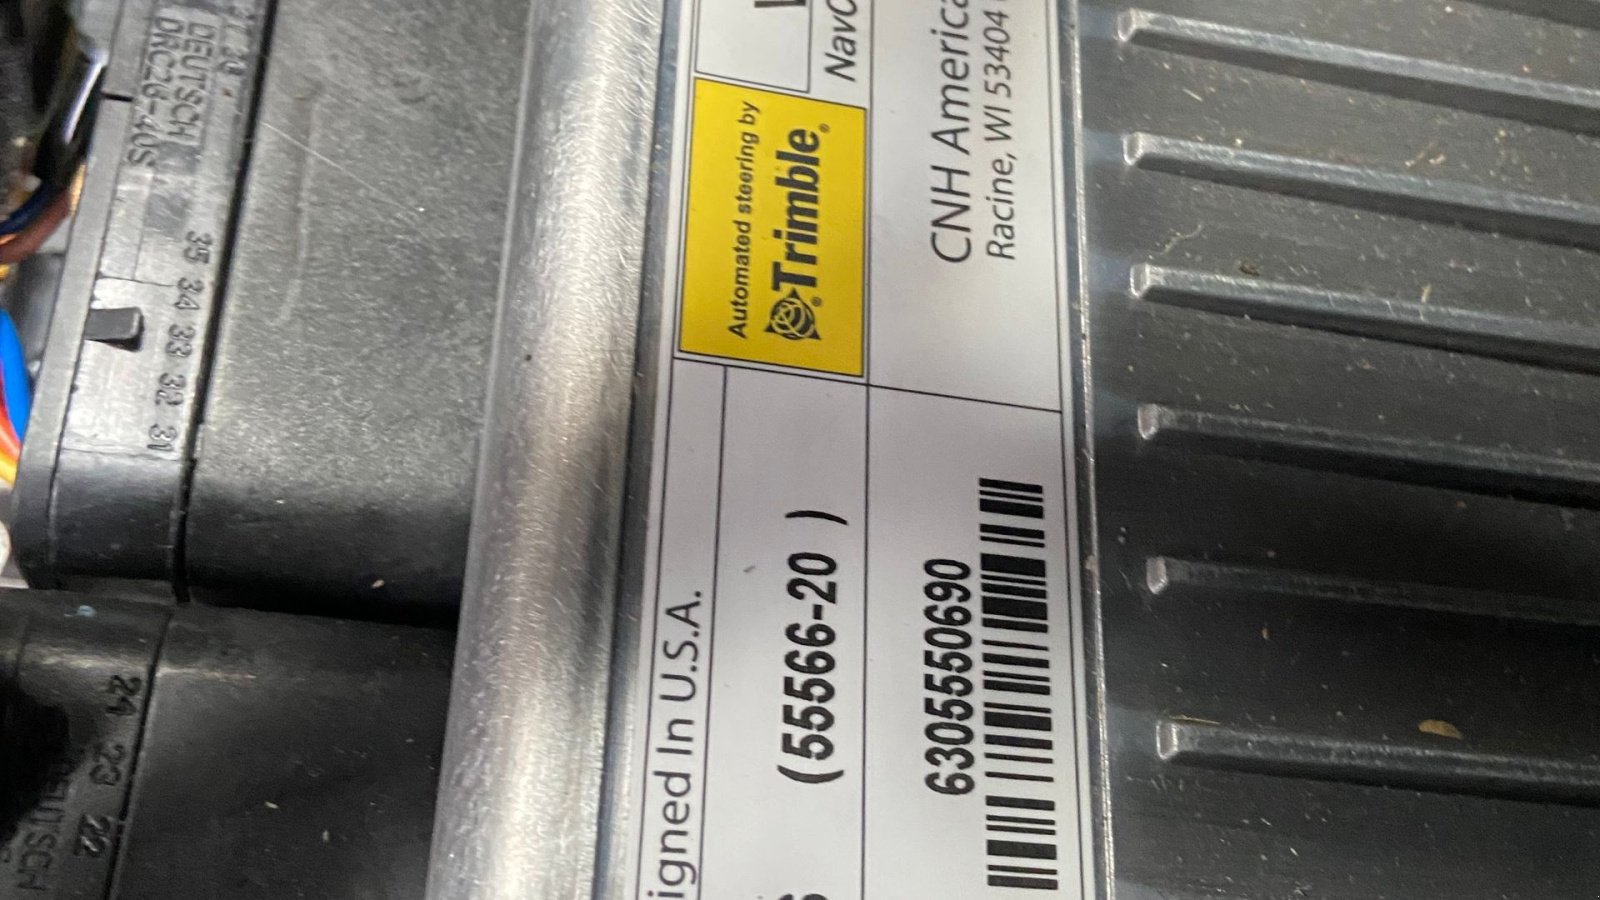 DEUTSCH
DRC26-40S
35 34 33 32 31
24 23 22
DEUTSCH
igned In U.S.A.
(55566-20 )
Automated steering by
Trimble®
NavC
CNH America
Racine, WI 53404
6305550690